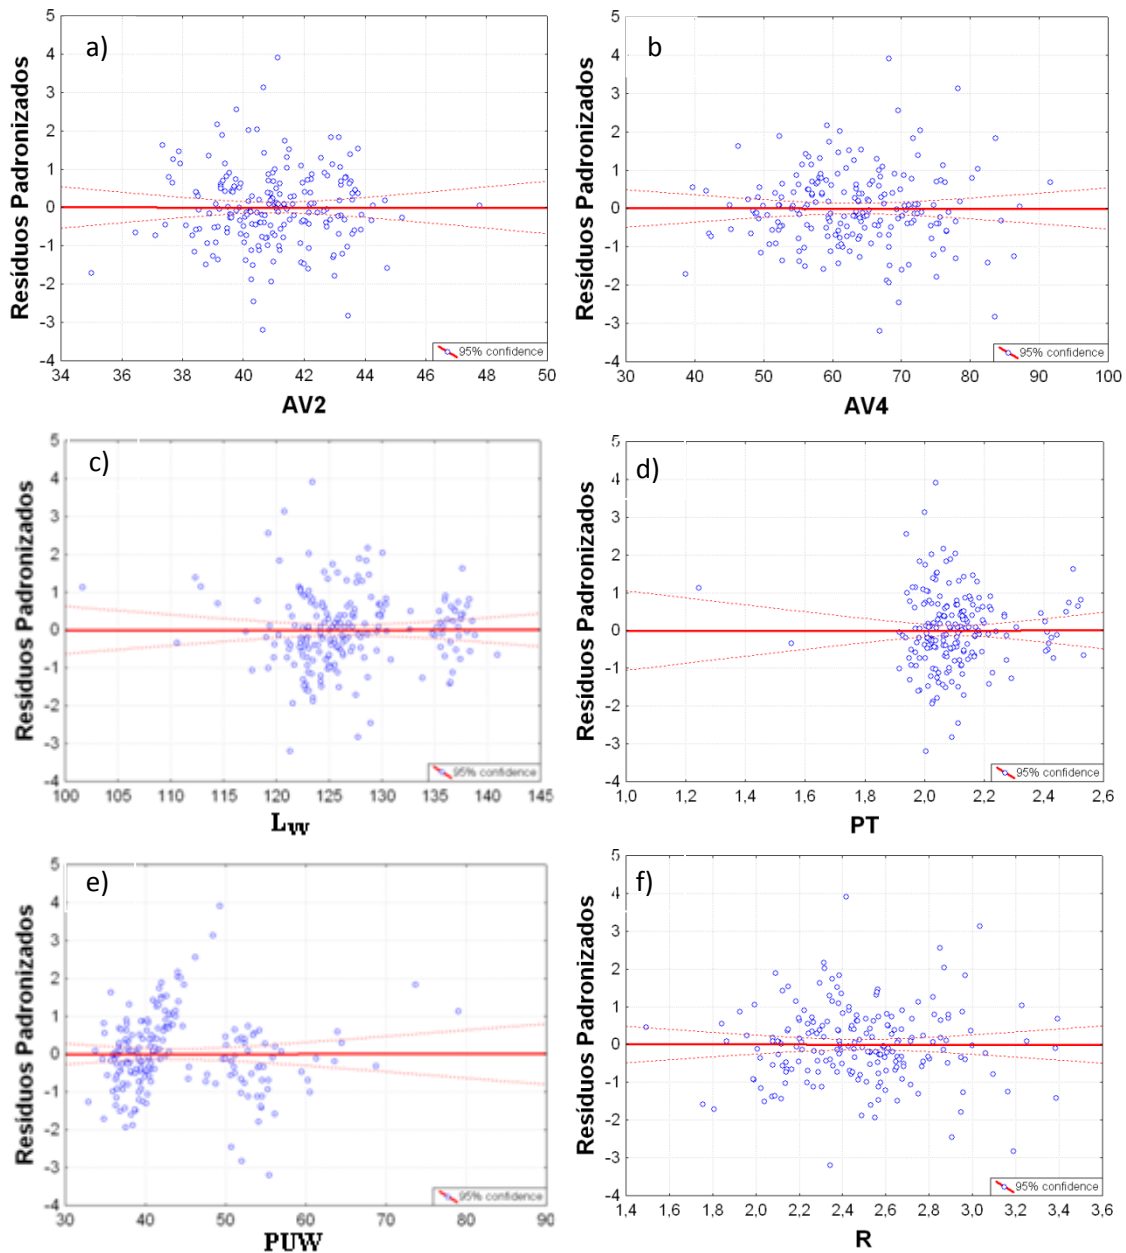 a)
Resíduos Padronizados
5
4
3
2
1
0
-1
-2
-3
-4
34 36 38 40 42 44 46 48 50
95% confidence
AV2
b
Resíduos Padronizados
5
4
3
2
1
0
-1
-2
-3
-4
30 40 50 60 70 80 90 100
95% confidence
AV4
c)
Resíduos Padronizados
5
4
3
2
1
0
-1
-2
-3
-4
100 105 110 115 120 125 130 135 140 145
95% confidence
LW
d)
Resíduos Padronizados
5
4
3
2
1
0
-1
-2
-3
-4
1,0 1,2 1,4 1,6 1,8 2,0 2,2 2,4 2,6
95% confidence
PT
e)
Resíduos Padronizados
5
4
3
2
1
0
-1
-2
-3
-4
30 40 50 60 70 80 90
95% confidence
PUW
f)
Resíduos Padronizados
5
4
3
2
1
0
-1
-2
-3
-4
1,4 1,6 1,8 2,0 2,2 2,4 2,6 2,8 3,0 3,2 3,4 3,6
95% confidence
R